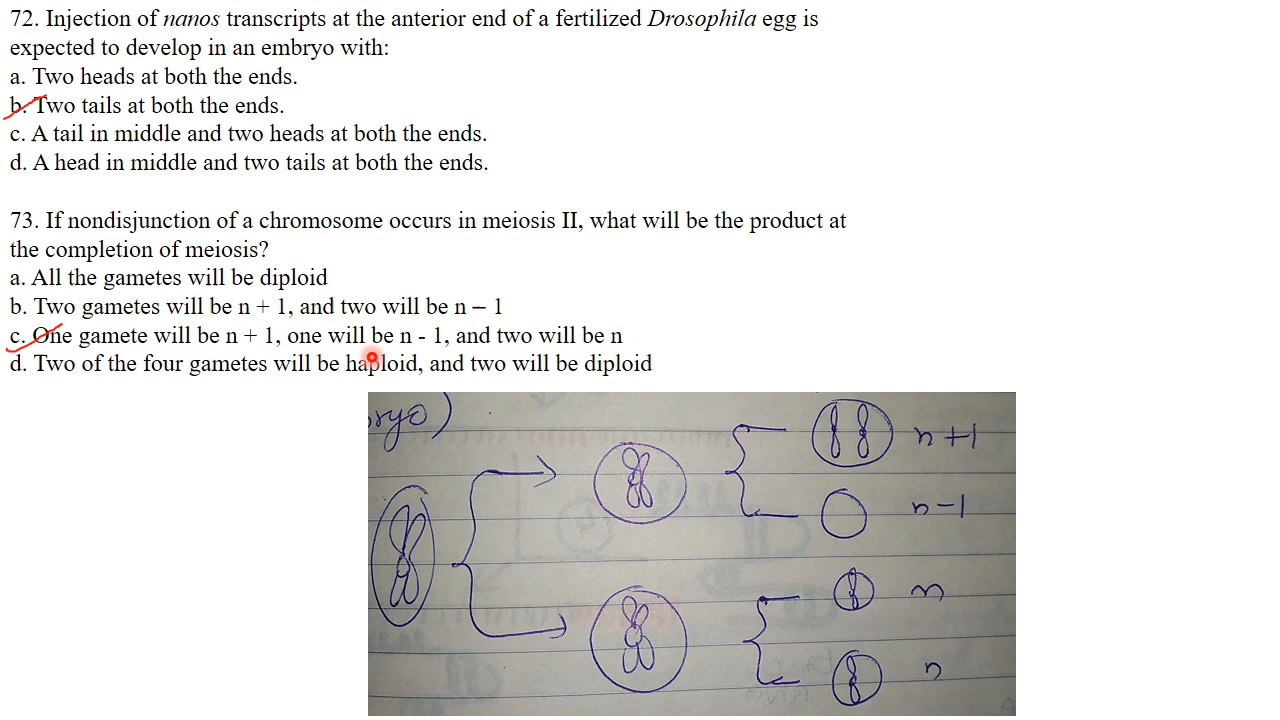 72. Injection of nanos transcripts at the anterior end of a fertilized Drosophila egg is
expected to develop in an embryo with:
a. Two heads at both the ends.
b. Two tails at both the ends.
c. A tail in middle and two heads at both the ends.
d. A head in middle and two tails at both the ends.
73. If nondisjunction of a chromosome occurs in meiosis II, what will be the product at
the completion of meiosis?
a. All the gametes will be diploid
b. Two gametes will be n + 1, and two will be n – 1
c. One gamete will be n + 1, one will be n - 1, and two will be n
d. Two of the four gametes will be haploid, and two will be diploid
ryo)
n+1
n-1
n
n